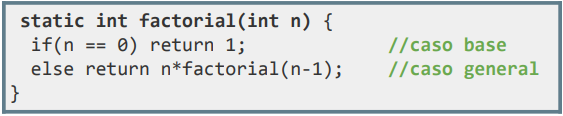 static int factorial(int n) {
if(n == 0) return 1; //caso base
else return n*factorial(n-1); //caso general
}